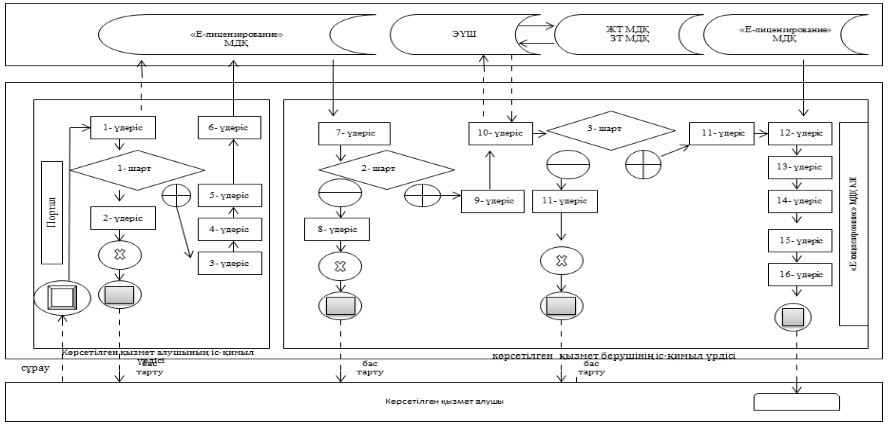 «Е-лицензирование»
МДҚ
ЭҮШ
ЖТ МДҚ
ЗТ МДҚ
«Е-лицензирование»
МДҚ
Портал
1- үдеріс
1- шарт
2- үдеріс
6- үдеріс
5- үдеріс
4- үдеріс
3- үдеріс
7- үдеріс
2- шарт
8- үдеріс
9- үдеріс
10- үдеріс
3- шарт
11- үдеріс
11- үдеріс
12- үдеріс
13- үдеріс
14- үдеріс
15- үдеріс
16- үдеріс
«Е-лицензирование» МДҚ АЖ
Көрсетілген қызмет алушының іс-қимыл
үрдісі
көрсетілген қызмет берушінің іс-қимыл үрдісі
сұрау
бас
тарту
бас
тарту
бас
тарту
Көрсетілген қызмет алушы